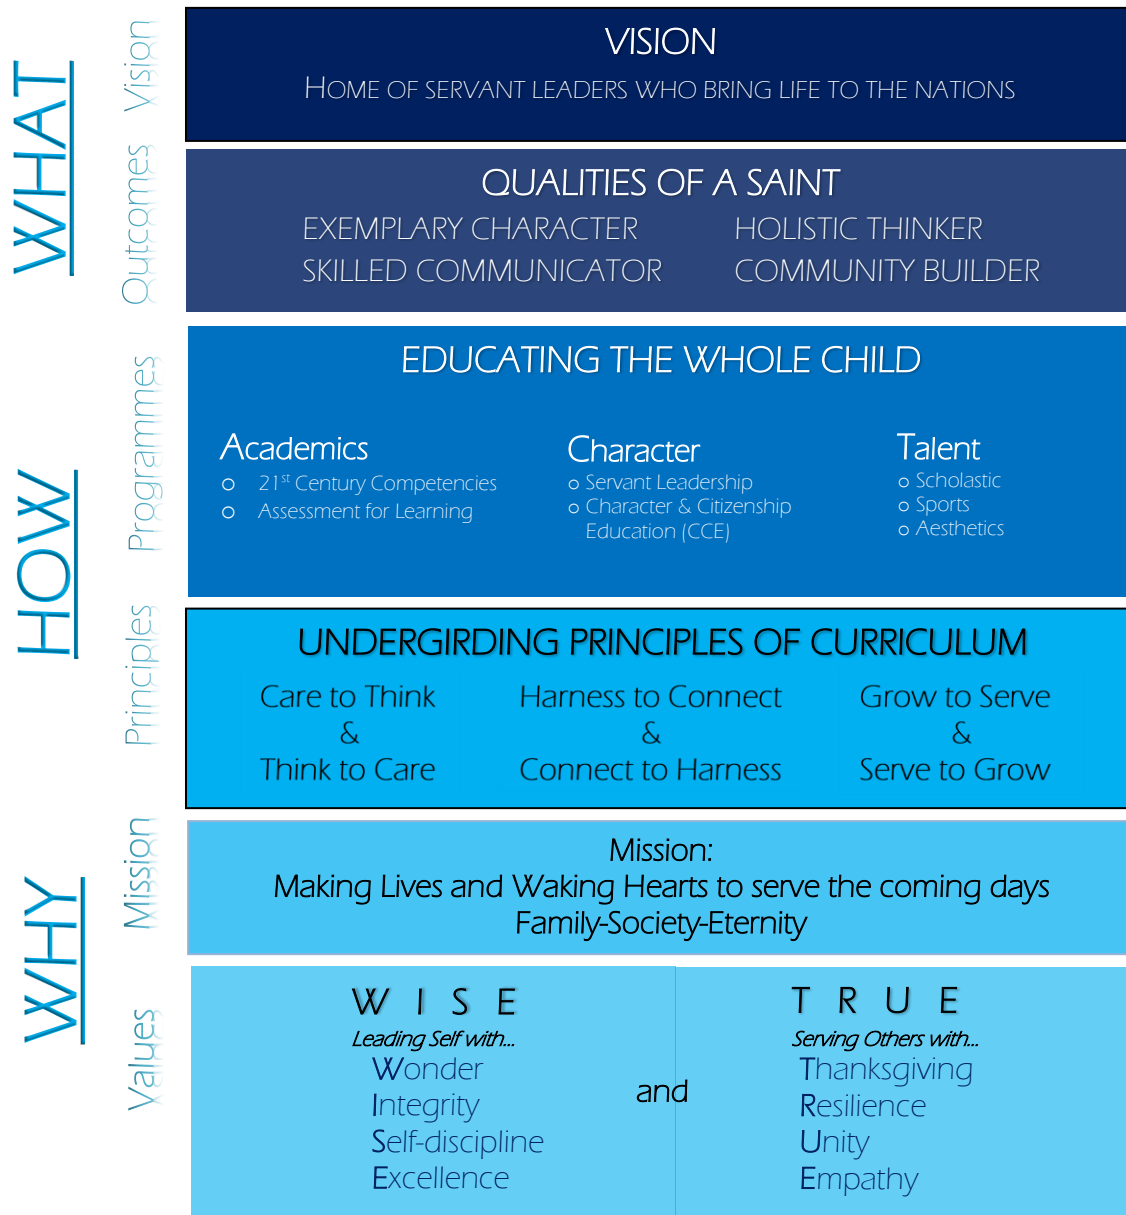 WHAT
Vision
VISION
HOME OF SERVANT LEADERS WHO BRING LIFE TO THE NATIONS
Outcomes
QUALITIES OF A SAINT
EXEMPLARY CHARACTER
HOLISTIC THINKER
SKILLED COMMUNICATOR
COMMUNITY BUILDER
HOW
Programmes
EDUCATING THE WHOLE CHILD
Academics
21st Century Competencies
Assessment for Learning
Character
Servant Leadership
Character & Citizenship
Education (CCE)
Talent
Scholastic
Sports
Aesthetics
Principles
UNDERGIRDING PRINCIPLES OF CURRICULUM
Care to Think
&
Think to Care
Harness to Connect
&
Connect to Harness
Grow to Serve
&
Serve to Grow
WHY
Mission
Mission:
Making Lives and Waking Hearts to serve the coming days
Family-Society-Eternity
Values
W I S E
Leading Self with...
Wonder
Integrity
Self-discipline
Excellence
and
T R U E
Serving Others with...
Thanksgiving
Resilience
Unity
Empathy